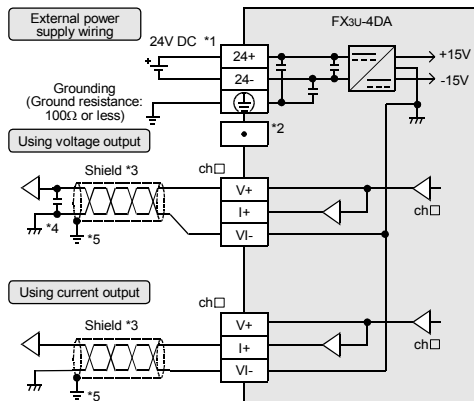 External power
supply wiring
FX3U-4DA
24V DC *1
24+
24-
+15V
-15V
Grounding
(Ground resistance:
100Ω or less)
*2
Using voltage output
Shield *3
ch□
V+
I+
VI-
ch□
*4
*5
Using current output
Shield *3
ch□
V+
I+
VI-
ch□
*5